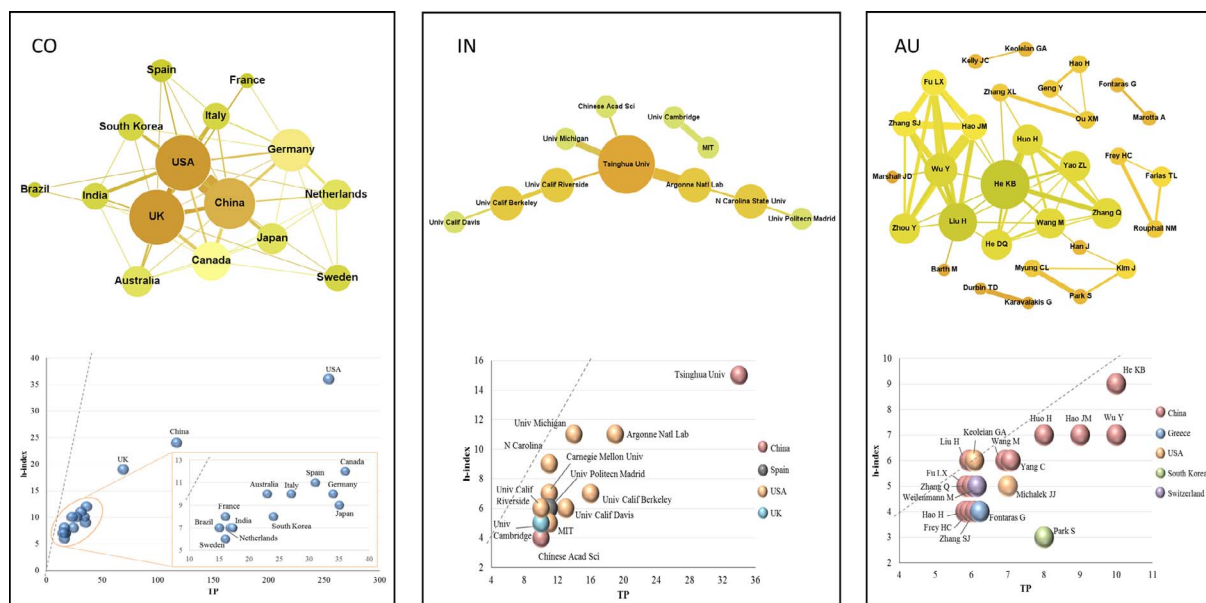 CO
Spain
France
Italy
South Korea
USA
Germany
Brazil
India
Netherlands
China
UK
Japan
Canada
Australia
Sweden
h-index
40
35
30
25
20
15
10
5
0
USA
China
UK
13
11
9
7
5
Canada
Spain
Australia
Italy
Germany
France
Japan
Brazil
India
South Korea
Netherlands
Sweden
10
15
20
25
30
35
40
0
50
100
150
200
250
300
TP
IN
Chinese Acad Sci
Univ Cambridge
Univ Michigan
MIT
Tsinghua Univ
Univ Calif Riverside
Argonne Natl Lab
Univ Calif Berkeley
N Carolina State Univ
Univ Calif Davis
Univ Politecn Madrid
h-index
16
14
12
10
8
6
4
2
Tsinghua Univ
Univ Michigan
Argonne Natl Lab
N Carolina
Carnegie Mellon Univ
Univ Politecn Madrid
Univ Calif
Riverside
Univ Calif Berkeley
Univ Calif Davis
Univ
Cambridge
MIT
Chinese Acad Sci
China
Spain
USA
UK
4
8
12
16
20
24
28
32
36
TP
AU
Keoleian GA
Kelly JC
Hao H
Fu LX
Zhang XL
Geng Y
Fontaras G
Zhang SJ
Hao JM
Ou XM
Marotta A
Huo H
Wu Y
Yao ZL
Frey HC
Marshall JD
He KB
Farias TL
Zhou Y
Liu H
Wang M
Zhang Q
Rouphail NM
He DQ
Han J
Barth M
Myung CL
Kim J
Durbin TD
Park S
Karavalakis G
h-index
10
9
8
7
6
5
4
3
2
He KB
Huo H
Hao JM
Wu Y
Keoleian GA
Liu H
Wang M
Yang C
Fu LX
Zhang Q
Weilenmann M
Michalek JJ
Hao H
Fontaras G
Frey HC
Zhang SJ
Park S
China
Greece
USA
South Korea
Switzerland
4
5
6
7
8
9
10
11
TP